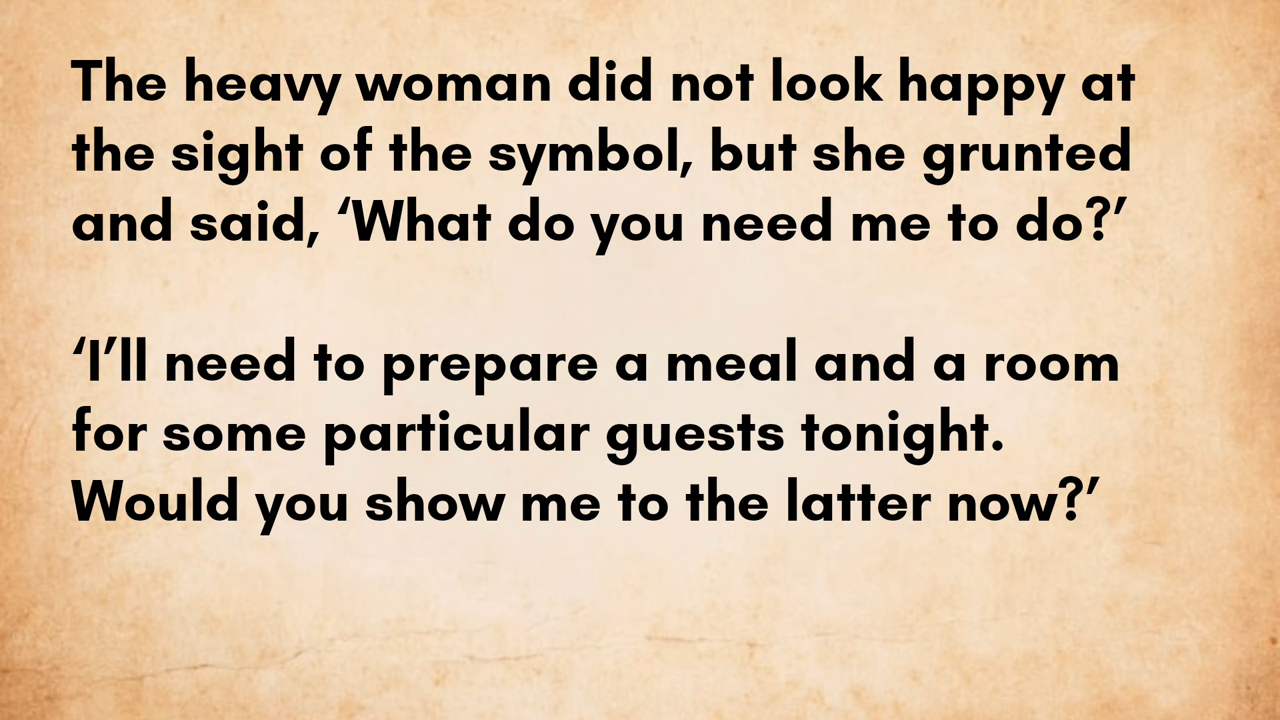 The heavy woman did not look happy at
the sight of the symbol, but she grunted
and said, ‘What do you need me to do?’
‘I’ll need to prepare a meal and a room
for some particular guests tonight.
Would you show me to the latter now?’